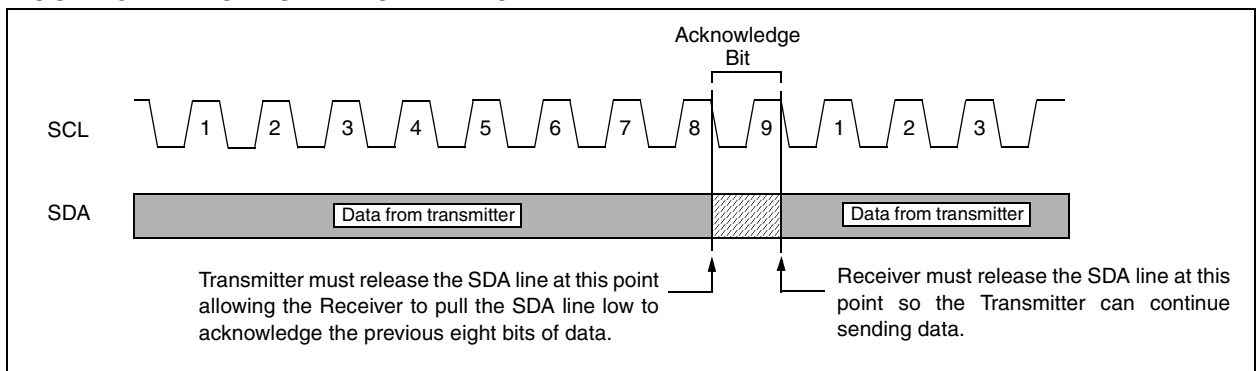 Acknowledge
Bit
SCL
1 2 3 4 5 6 7 8 9 1 2 3
SDA
Data from transmitter
Data from transmitter
Transmitter must release the SDA line at this point
allowing the Receiver to pull the SDA line low to
acknowledge the previous eight bits of data.
Receiver must release the SDA line at this
point so the Transmitter can continue
sending data.